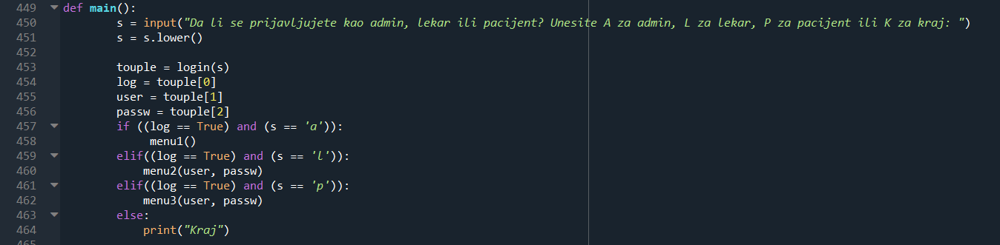 449 def main():
450 s = input("Da li se prijavljujete kao admin, lekar ili pacijent? Unesite A za admin, L za lekar, P za pacijent ili K za kraj: ")
451 s = s.lower()
452
453 touple = login(s)
454 log = touple[0]
455 user = touple[1]
456 passw = touple[2]
457 if ((log == True) and (s == 'a')):
458 menu1()
459 elif((log == True) and (s == 'l')):
460 menu2(user, passw)
461 elif((log == True) and (s == 'p')):
462 menu3(user, passw)
463 else:
464 print("Kraj")
465